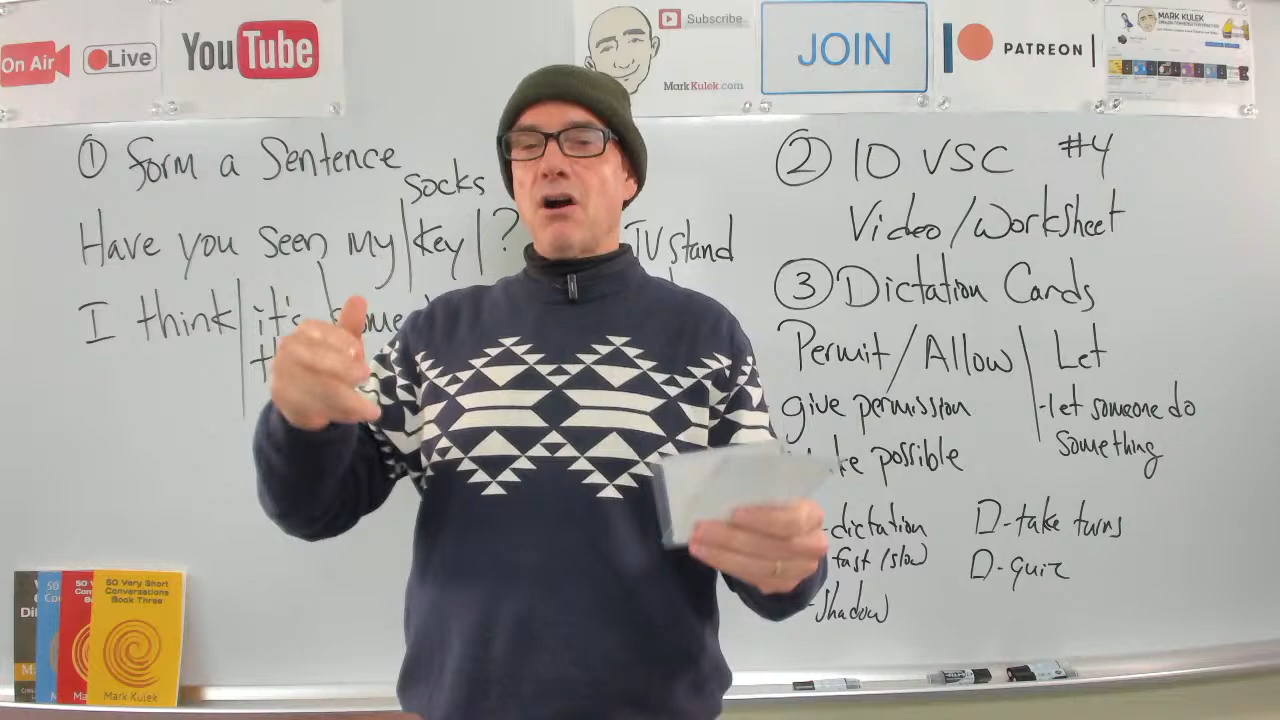 On Air
Live
YouTube
Subscribe
MarkKulek.com
JOIN
PATREON
MARK KULEK
① Form a Sentence
socks
Have you seen my key ?
TV stand
I think it's
② 10 VSC #4
Video/Worksheet
③ Dictation Cards
Permit/Allow Let
give permission
-let someone do
something
possible
-dictation
fast/slow
-shadow
D-take turns
D-quiz
50 Very Short
Conversations
Book Three
Mark Kulek